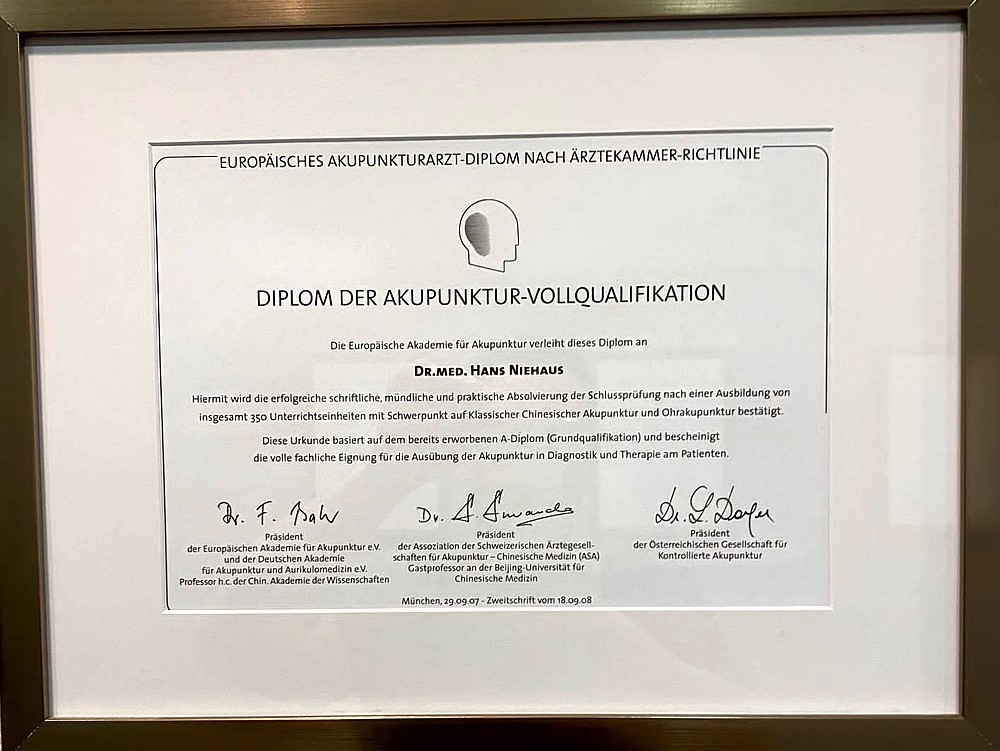 EUROPÄISCHES AKUPUNKTURARZT-DIPLOM NACH ÄRZTEKAMMER-RICHTLINIE
DIPLOM DER AKUPUNKTUR-VOLLQUALIFIKATION
Die Europäische Akademie für Akupunktur verleiht dieses Diplom an
DR.MED. HANS NIEHAUS
Hiermit wird die erfolgreiche schriftliche, mündliche und praktische Absolvierung der Schlussprüfung nach einer Ausbildung von
insgesamt 350 Unterrichtseinheiten mit Schwerpunkt auf Klassischer Chinesischer Akupunktur und Ohrakupunktur bestätigt.
Diese Urkunde basiert auf dem bereits erworbenen A-Diplom (Grundqualifikation) und bescheinigt
die volle fachliche Eignung für die Ausübung der Akupunktur in Diagnostik und Therapie am Patienten.
Dr. F.
Präsident
der Europäischen Akademie für Akupunktur e.V.
und der Deutschen Akademie
für Akupunktur und Aurikulomedizin e.V.
Professor h.c. der Chin. Akademie der Wissenschaften
Dr.
Präsident
der Assoziation der Schweizerischen Ärztegesell-
schaften für Akupunktur – Chinesische Medizin (ASA)
Gastprofessor an der Beijing-Universität für
Chinesische Medizin
Dr.
Präsident
der Österreichischen Gesellschaft für
Kontrollierte Akupunktur
München, 29.09.07 - Zweitschrift vom 18.09.08